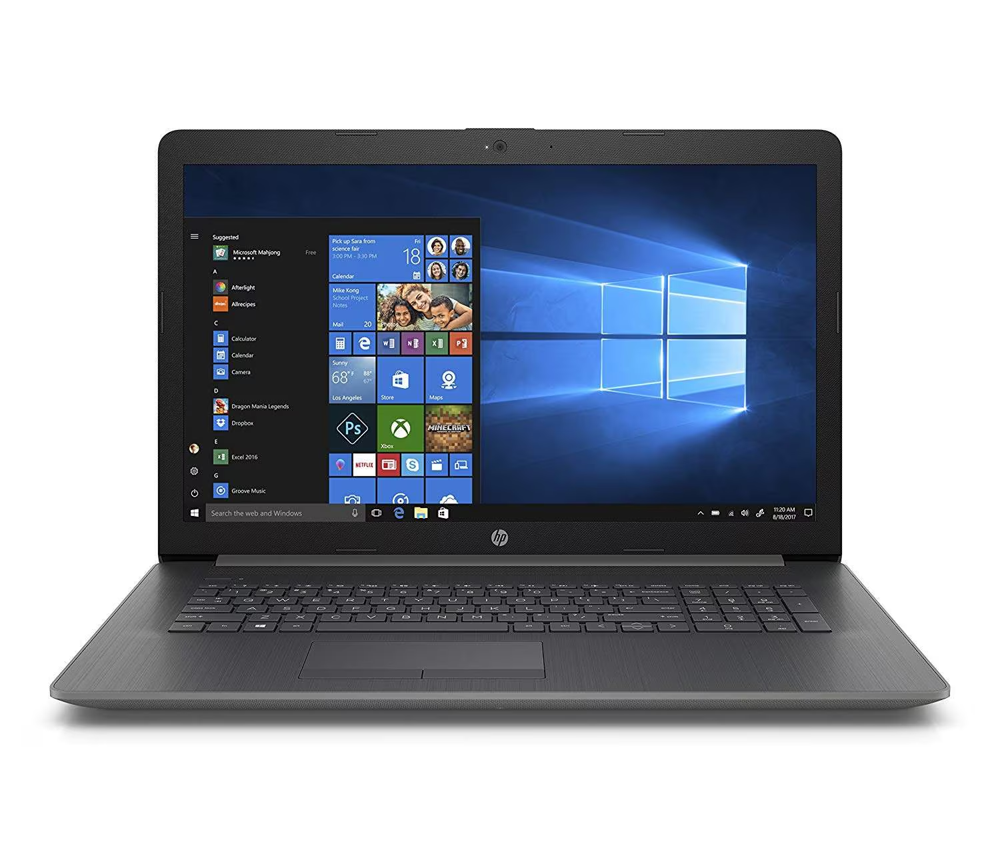 Suggested
Microsoft Mahjong
Free
A
Afterlight
Allrecipes
C
Calculator
Calendar
Camera
D
Dragon Mania Legends
Dropbox
E
Excel 2016
G
Groove Music
Search the web and Windows
Pick up Sara from
science fair
3:00 PM - 3:30 PM
Fri
18
Calendar
Mike Kong
School Project
Notes
Mail 20
Photos
Sunny
68° F 88°
67°
Los Angeles
Store
Maps
Ps
Xbox
MINECRAFT
NETFLIX
11:20 AM
8/18/2017
hp
Q W E R T Y U I O P
A S D F G H J K L
Z X C V B N M